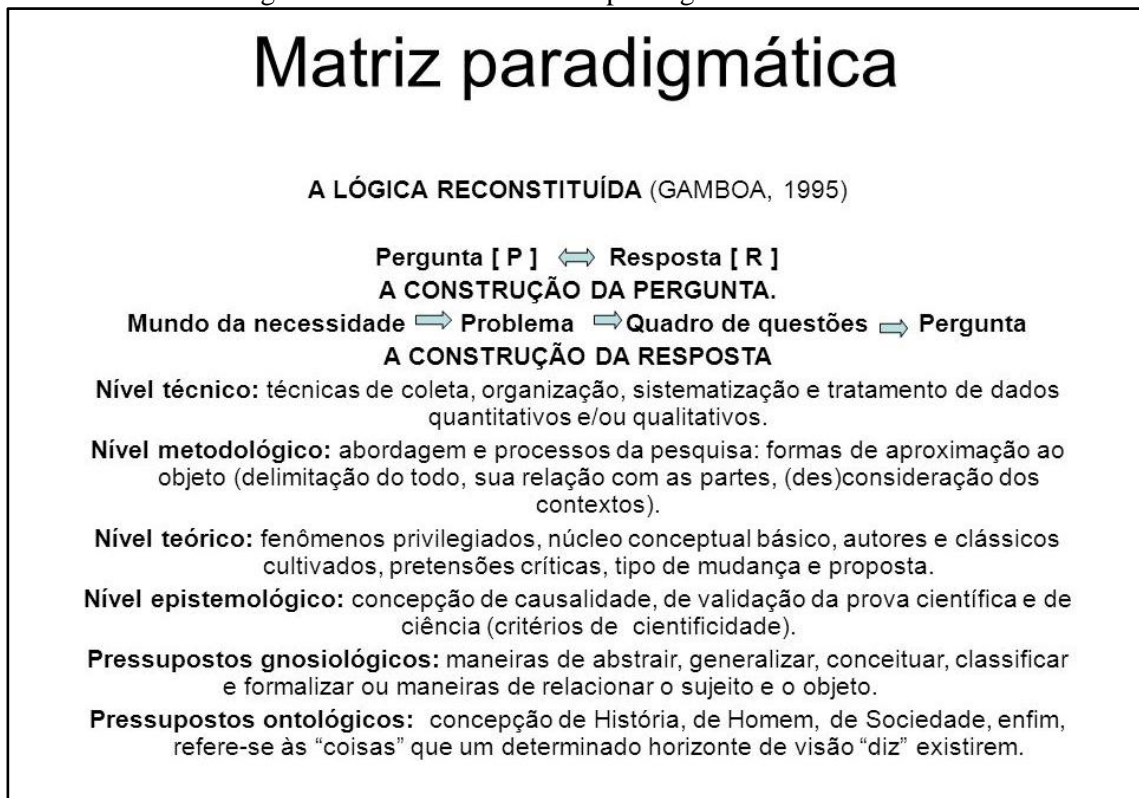 Matriz paradigmática
A LÓGICA RECONSTITUÍDA (GAMBOA, 1995)
Pergunta [ P ] Resposta [ R ]
A CONSTRUÇÃO DA PERGUNTA.
Mundo da necessidade Problema Quadro de questões Pergunta
A CONSTRUÇÃO DA RESPOSTA
Nível técnico: técnicas de coleta, organização, sistematização e tratamento de dados
quantitativos e/ou qualitativos.
Nível metodológico: abordagem e processos da pesquisa: formas de aproximação ao
objeto (delimitação do todo, sua relação com as partes, (des)consideração dos
contextos).
Nível teórico: fenômenos privilegiados, núcleo conceptual básico, autores e clássicos
cultivados, pretensões críticas, tipo de mudança e proposta.
Nível epistemológico: concepção de causalidade, de validação da prova científica e de
ciência (critérios de cientificidade).
Pressupostos gnosiológicos: maneiras de abstrair, generalizar, conceituar, classificar
e formalizar ou maneiras de relacionar o sujeito e o objeto.
Pressupostos ontológicos: concepção de História, de Homem, de Sociedade, enfim,
refere-se às “coisas” que um determinado horizonte de visão “diz” existirem.